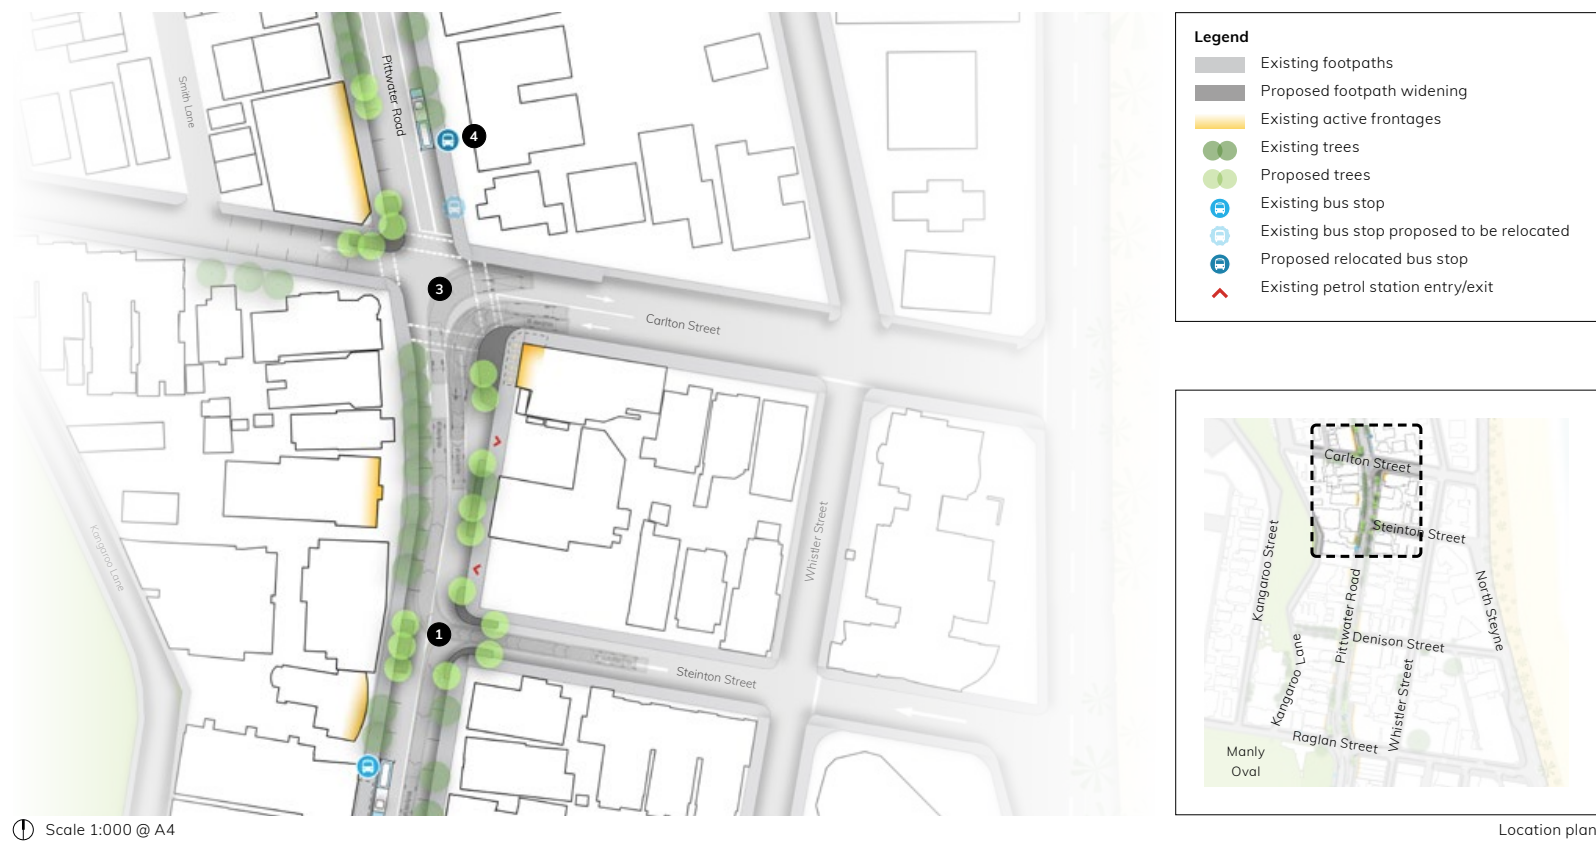 Smith Lane
Pittwater Road
4
3
Carlton Street
Kangaroo Lane
Whistler Street
1
Steinton Street
Scale 1:000 @ A4
Legend
Existing footpaths
Proposed footpath widening
Existing active frontages
Existing trees
Proposed trees
Existing bus stop
Existing bus stop proposed to be relocated
Proposed relocated bus stop
Existing petrol station entry/exit
Carlton Street
Steinton Street
Kangaroo Street
Pittwater Road
North Steyne
Denison Street
Kangaroo Lane
Whistler Street
Raglan Street
Manly
Oval
Location plan